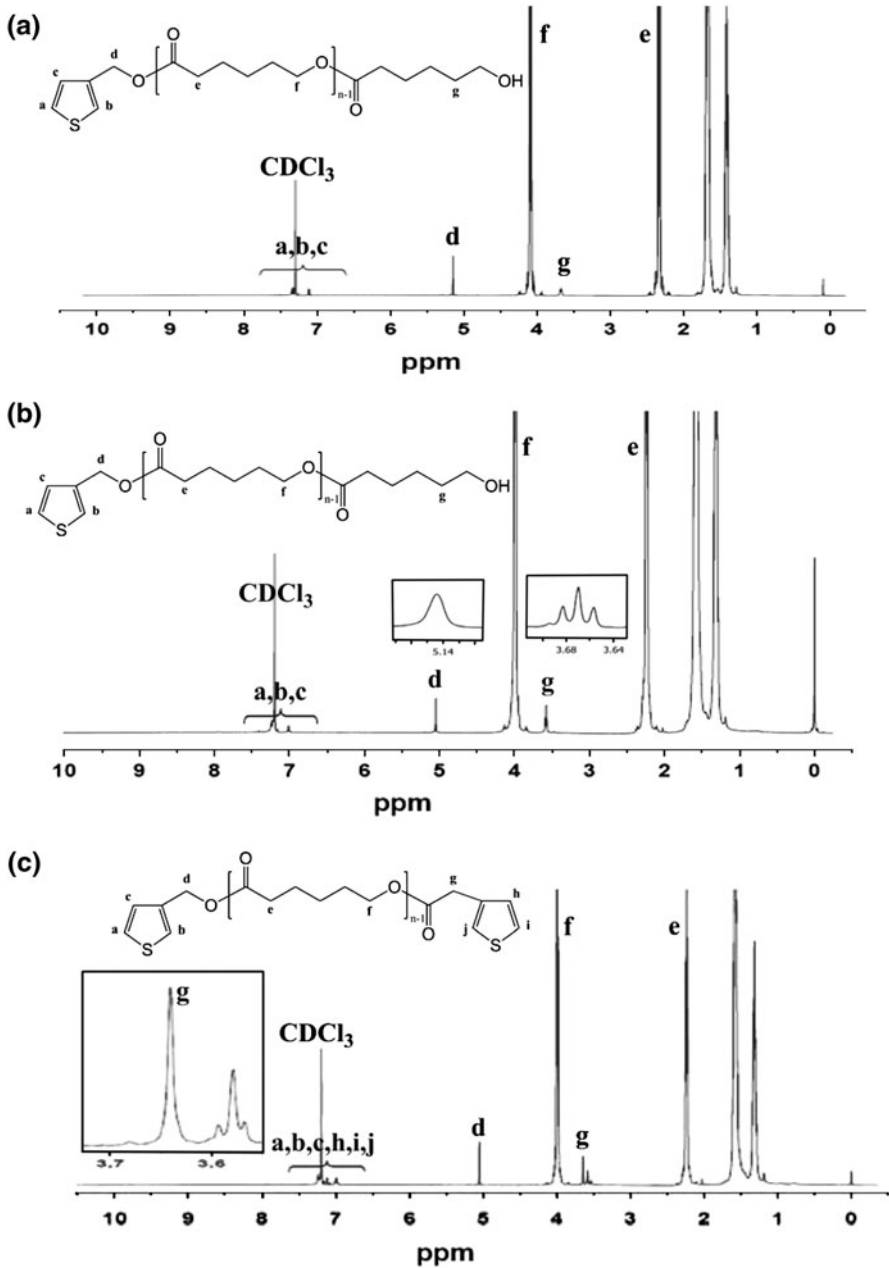 (a)
O
d
c
O
O
OH
e
f
n-1
g
a
b
S
O
f
e
CDCl3
a,b,c
d
g
10 9 8 7 6 5 4 3 2 1 0
ppm
(b)
O
d
c
O
O
OH
e
f
n-1
g
a
b
S
O
f
e
CDCl3
5.14
3.68 3.64
a,b,c
d
g
10 9 8 7 6 5 4 3 2 1 0
ppm
(c)
O
d
g
c
O
O
h
e
f
n-1
a
b
j
i
S
O
S
f
e
g
CDCl3
3.7 3.6
a,b,c,h,i,j
d
g
10 9 8 7 6 5 4 3 2 1 0
ppm